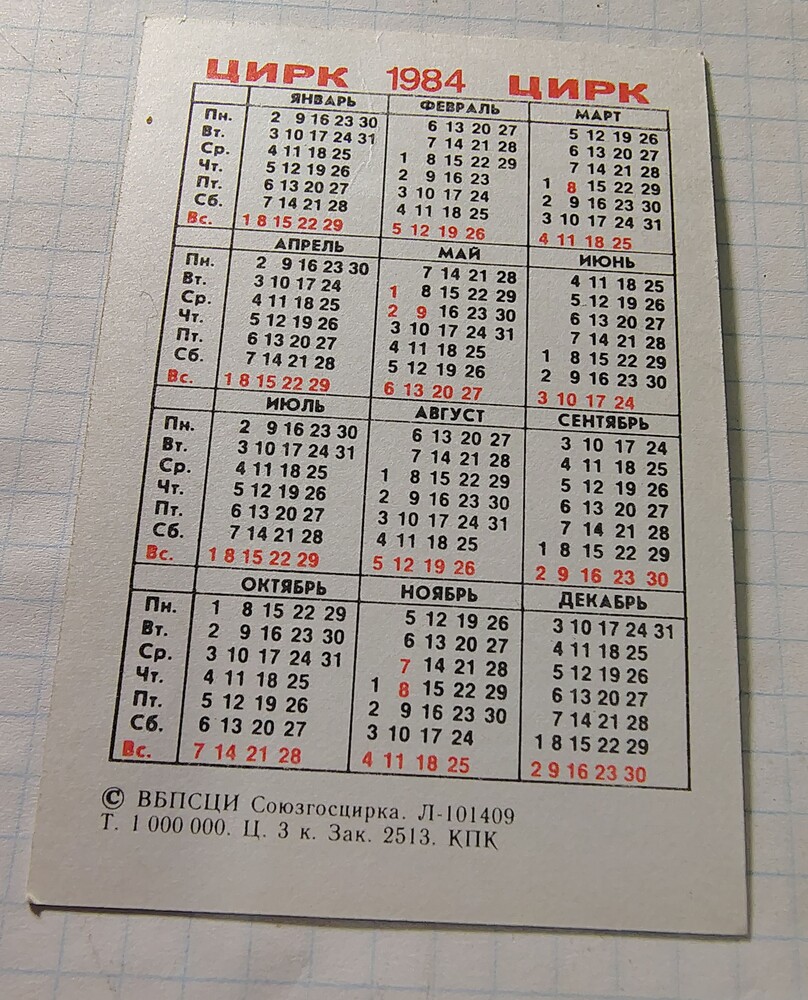 ЦИРК 1984 ЦИРК
ЯНВАРЬ ФЕВРАЛЬ МАРТ
Пн. 2 9 16 23 30 6 13 20 27 5 12 19 26
Вт. 3 10 17 24 31 7 14 21 28 6 13 20 27
Ср. 4 11 18 25 1 8 15 22 29 7 14 21 28
Чт. 5 12 19 26 2 9 16 23 1 8 15 22 29
Пт. 6 13 20 27 3 10 17 24 2 9 16 23 30
Сб. 7 14 21 28 4 11 18 25 3 10 17 24 31
Вс. 1 8 15 22 29 5 12 19 26 4 11 18 25
АПРЕЛЬ МАЙ ИЮНЬ
Пн. 2 9 16 23 30 7 14 21 28 4 11 18 25
Вт. 3 10 17 24 1 8 15 22 29 5 12 19 26
Ср. 4 11 18 25 2 9 16 23 30 6 13 20 27
Чт. 5 12 19 26 3 10 17 24 31 7 14 21 28
Пт. 6 13 20 27 4 11 18 25 1 8 15 22 29
Сб. 7 14 21 28 5 12 19 26 2 9 16 23 30
Вс. 1 8 15 22 29 6 13 20 27 3 10 17 24
ИЮЛЬ АВГУСТ СЕНТЯБРЬ
Пн. 2 9 16 23 30 6 13 20 27 3 10 17 24
Вт. 3 10 17 24 31 7 14 21 28 4 11 18 25
Ср. 4 11 18 25 1 8 15 22 29 5 12 19 26
Чт. 5 12 19 26 2 9 16 23 30 6 13 20 27
Пт. 6 13 20 27 3 10 17 24 31 7 14 21 28
Сб. 7 14 21 28 4 11 18 25 1 8 15 22 29
Вс. 1 8 15 22 29 5 12 19 26 2 9 16 23 30
ОКТЯБРЬ НОЯБРЬ ДЕКАБРЬ
Пн. 1 8 15 22 29 5 12 19 26 3 10 17 24 31
Вт. 2 9 16 23 30 6 13 20 27 4 11 18 25
Ср. 3 10 17 24 31 7 14 21 28 5 12 19 26
Чт. 4 11 18 25 1 8 15 22 29 6 13 20 27
Пт. 5 12 19 26 2 9 16 23 30 7 14 21 28
Сб. 6 13 20 27 3 10 17 24 1 8 15 22 29
Вс. 7 14 21 28 4 11 18 25 2 9 16 23 30
© ВБПСЦИ Союзгосцирка. Л-101409
Т. 1 000 000. Ц. 3 к. Зак. 2513. КПК